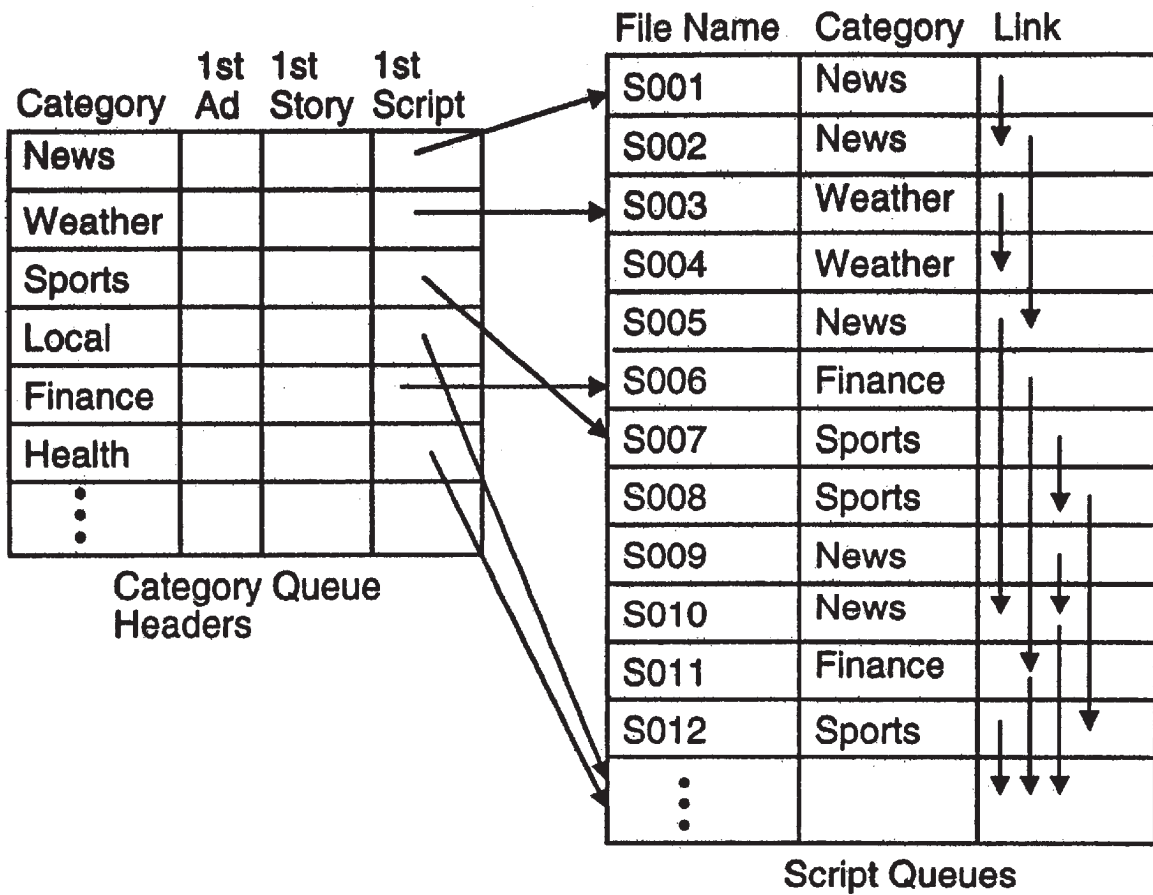 Category 1st Ad 1st Story 1st Script
News
Weather
Sports
Local
Finance
Health
Category Queue
Headers
File Name Category Link
S001 News
S002 News
S003 Weather
S004 Weather
S005 News
S006 Finance
S007 Sports
S008 Sports
S009 News
S010 News
S011 Finance
S012 Sports
Script Queues